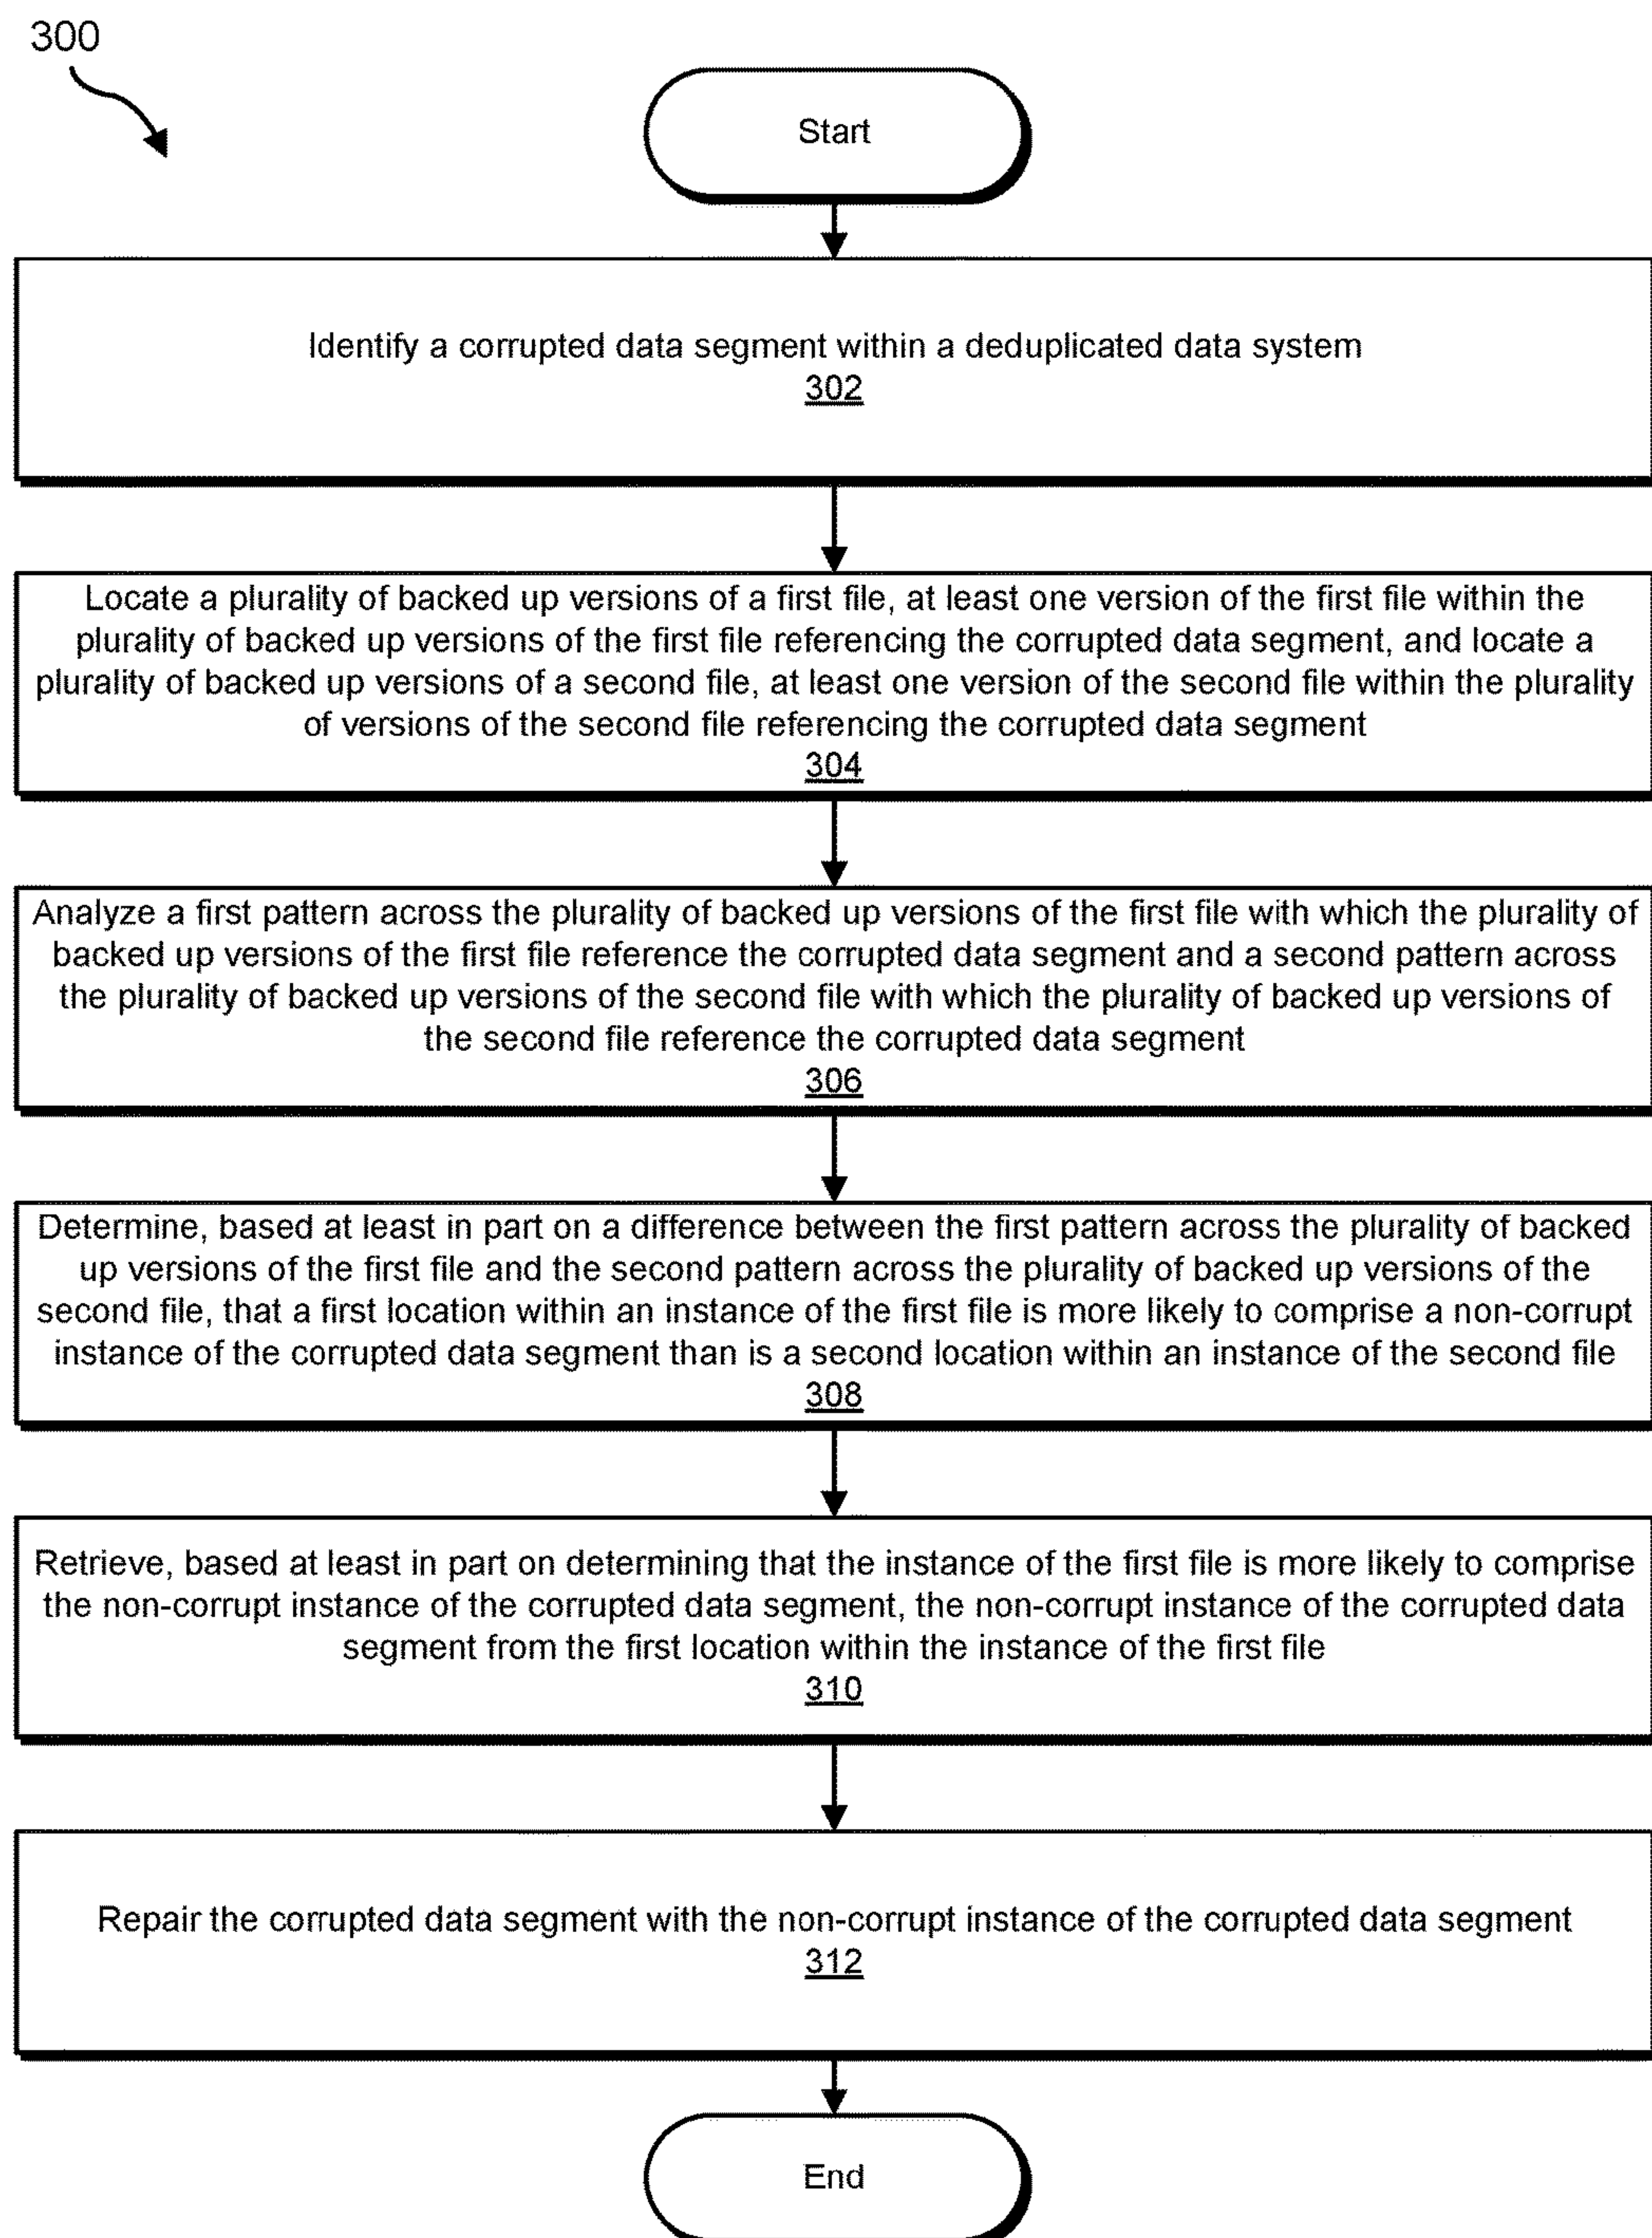 300
Start
Identify a corrupted data segment within a deduplicated data system
302
Locate a plurality of backed up versions of a first file, at least one version of the first file within the
plurality of backed up versions of the first file referencing the corrupted data segment, and locate a
plurality of backed up versions of a second file, at least one version of the second file within the plurality
of versions of the second file referencing the corrupted data segment
304
Analyze a first pattern across the plurality of backed up versions of the first file with which the plurality of
backed up versions of the first file reference the corrupted data segment and a second pattern across
the plurality of backed up versions of the second file with which the plurality of backed up versions of
the second file reference the corrupted data segment
306
Determine, based at least in part on a difference between the first pattern across the plurality of backed
up versions of the first file and the second pattern across the plurality of backed up versions of the
second file, that a first location within an instance of the first file is more likely to comprise a non-corrupt
instance of the corrupted data segment than is a second location within an instance of the second file
308
Retrieve, based at least in part on determining that the instance of the first file is more likely to comprise
the non-corrupt instance of the corrupted data segment, the non-corrupt instance of the corrupted data
segment from the first location within the instance of the first file
310
Repair the corrupted data segment with the non-corrupt instance of the corrupted data segment
312
End